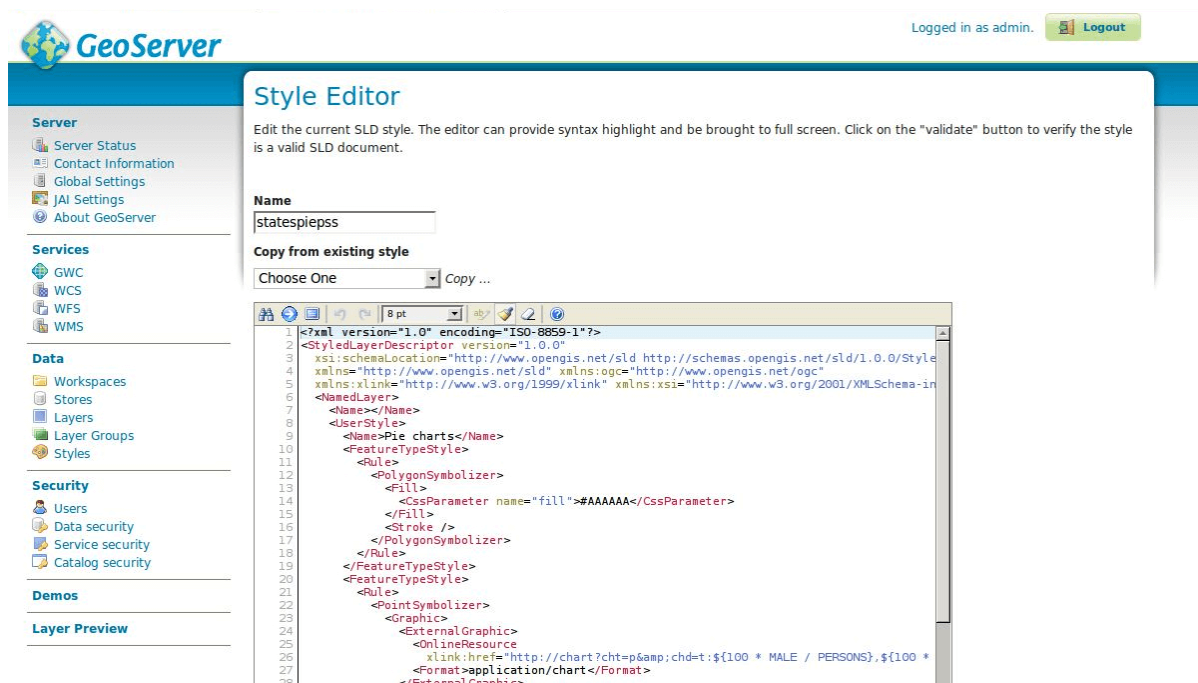 GeoServer
Logged in as admin.
Logout
Server
Server Status
Contact Information
Global Settings
JAI Settings
About GeoServer
Services
GWC
WCS
WFS
WMS
Data
Workspaces
Stores
Layers
Layer Groups
Styles
Security
Users
Data security
Service security
Catalog security
Demos
Layer Preview
Style Editor
Edit the current SLD style. The editor can provide syntax highlight and be brought to full screen. Click on the "validate" button to verify the style
is a valid SLD document.
Name
statespiepss
Copy from existing style
Choose One
Copy ...
8 pt
1 <?xml version="1.0" encoding="ISO-8859-1"?>
2 <StyledLayerDescriptor version="1.0.0"
3 xsi:schemaLocation="http://www.opengis.net/sld http://schemas.opengis.net/sld/1.0.0/Style
4 xmlns="http://www.opengis.net/sld" xmlns:ogc="http://www.opengis.net/ogc"
5 xmlns:xlink="http://www.w3.org/1999/xlink" xmlns:xsi="http://www.w3.org/2001/XMLSchema-in
6 <NamedLayer>
7 <Name></Name>
8 <UserStyle>
9 <Name>Pie charts</Name>
10 <FeatureTypeStyle>
11 <Rule>
12 <PolygonSymbolizer>
13 <Fill>
14 <CssParameter name="fill">#AAAAAA</CssParameter>
15 </Fill>
16 <Stroke />
17 </PolygonSymbolizer>
18 </Rule>
19 </FeatureTypeStyle>
20 <FeatureTypeStyle>
21 <Rule>
22 <PointSymbolizer>
23 <Graphic>
24 <ExternalGraphic>
25 <OnlineResource
26 xlink:href="http://chart?cht=p&amp;chd=t:${100 * MALE / PERSONS},${100 *
27 <Format>application/chart</Format>
28 </ExternalGraphic>